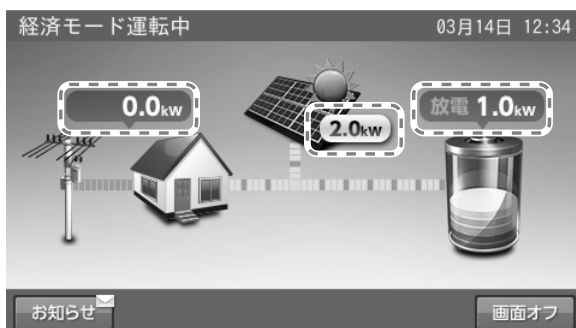 経済モード運転中 03月14日 12:34
0.0kw
放電 1.0kw
2.0kw
お知らせ 画面オフ